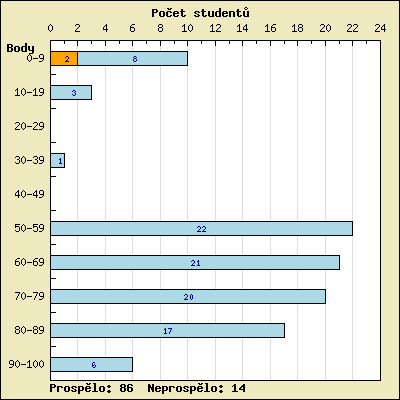 Počet studentů
0 2 4 6 8 10 12 14 16 18 20 22 24
Body
0-9 2 8
10-19 3
20-29
30-39 1
40-49
50-59 22
60-69 21
70-79 20
80-89 17
90-100 6
Prospělo: 86 Neprospělo: 14